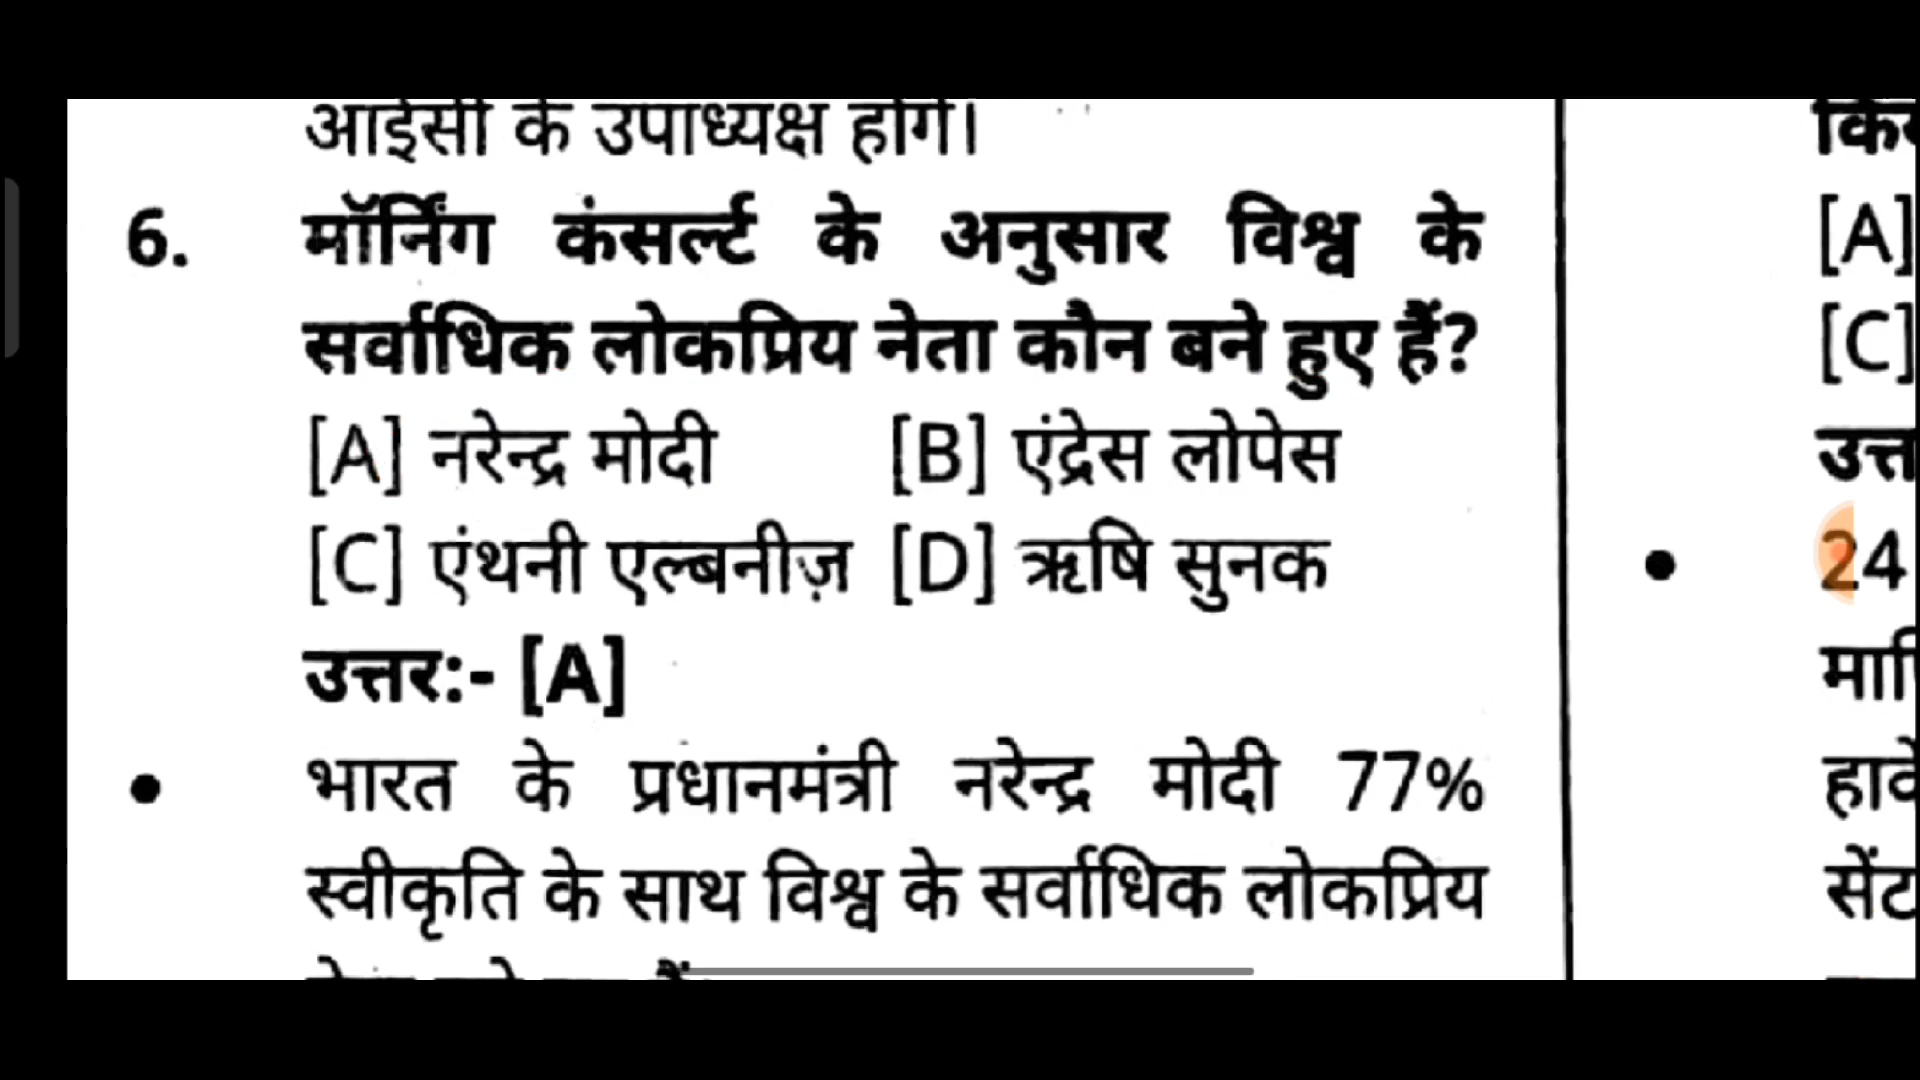 आईसी के उपाध्यक्ष होंगे।
6. मॉर्निंग कंसर्ल्ट के अनुसार विश्व के
सर्वाधिक लोकप्रिय नेता कौन बने हुए हैं?
[A] नरेन्द्र मोदी [B] एंद्रेस लोपेस
[C] एंथनी एल्बनीज़ [D] ऋषि सुनक
उत्तर:- [A]
• भारत के प्रधानमंत्री नरेन्द्र मोदी 77%
स्वीकृति के साथ विश्व के सर्वाधिक लोकप्रिय
[A]
[C]
• 24